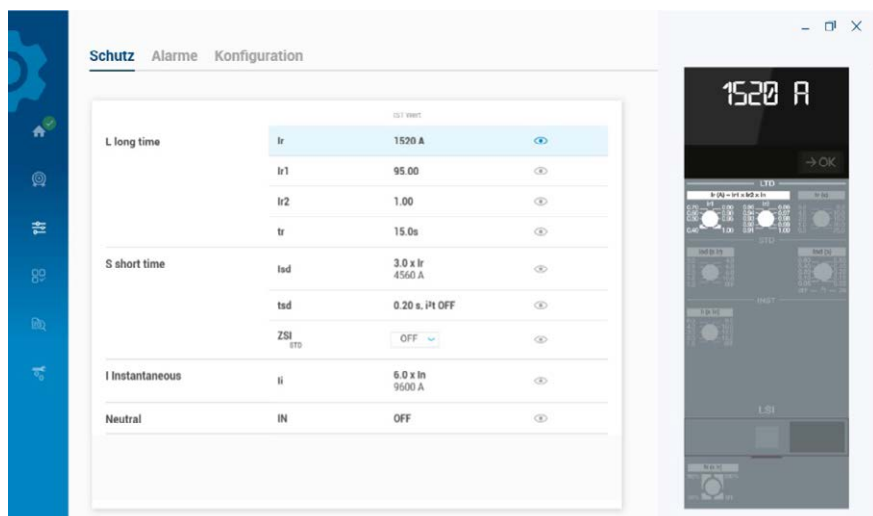 Schutz Alarme Konfiguration
IST Wert
L long time Ir 1520 A
Ir1 95.00
Ir2 1.00
tr 15.0s
S short time Isd 3.0 x Ir
4560 A
tsd 0.20 s, i²t OFF
ZSI STD OFF
I Instantaneous Ii 6.0 x In
9600 A
Neutral IN OFF
1520 A
→OK
LTD
Ir (A) = Ir1 x Ir2 x In
STD
INST
LSI